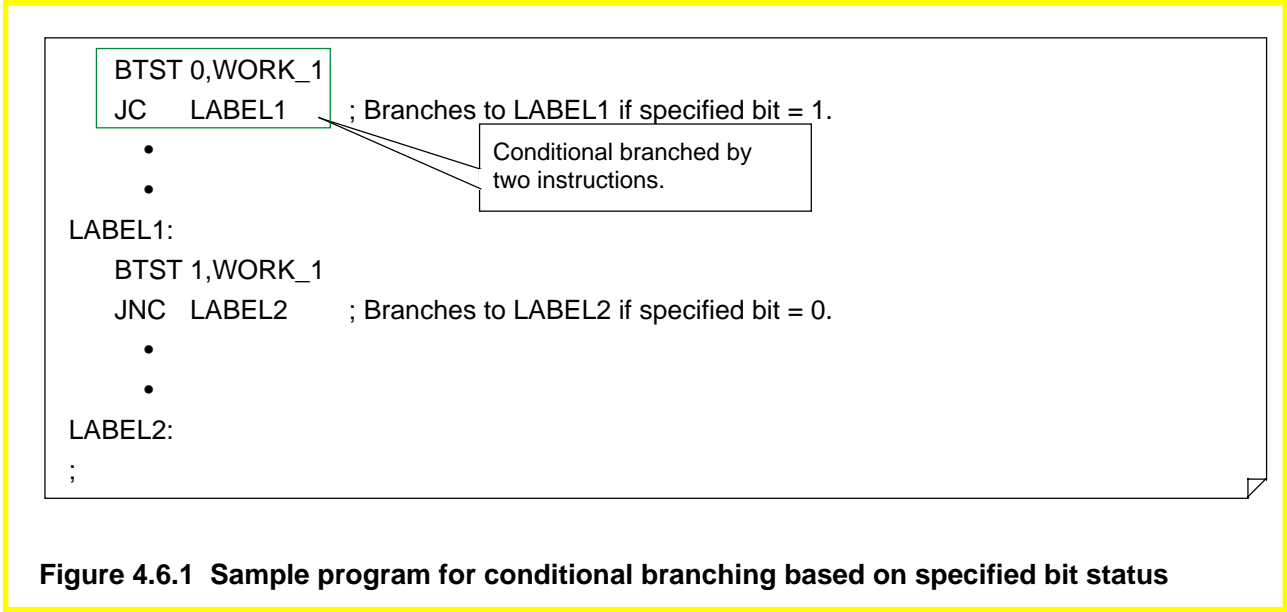 BTST 0,WORK_1
JC LABEL1 ; Branches to LABEL1 if specified bit = 1.
•
Conditional branched by
two instructions.
•
LABEL1:
BTST 1,WORK_1
JNC LABEL2 ; Branches to LABEL2 if specified bit = 0.
•
•
LABEL2:
;
Figure 4.6.1 Sample program for conditional branching based on specified bit status